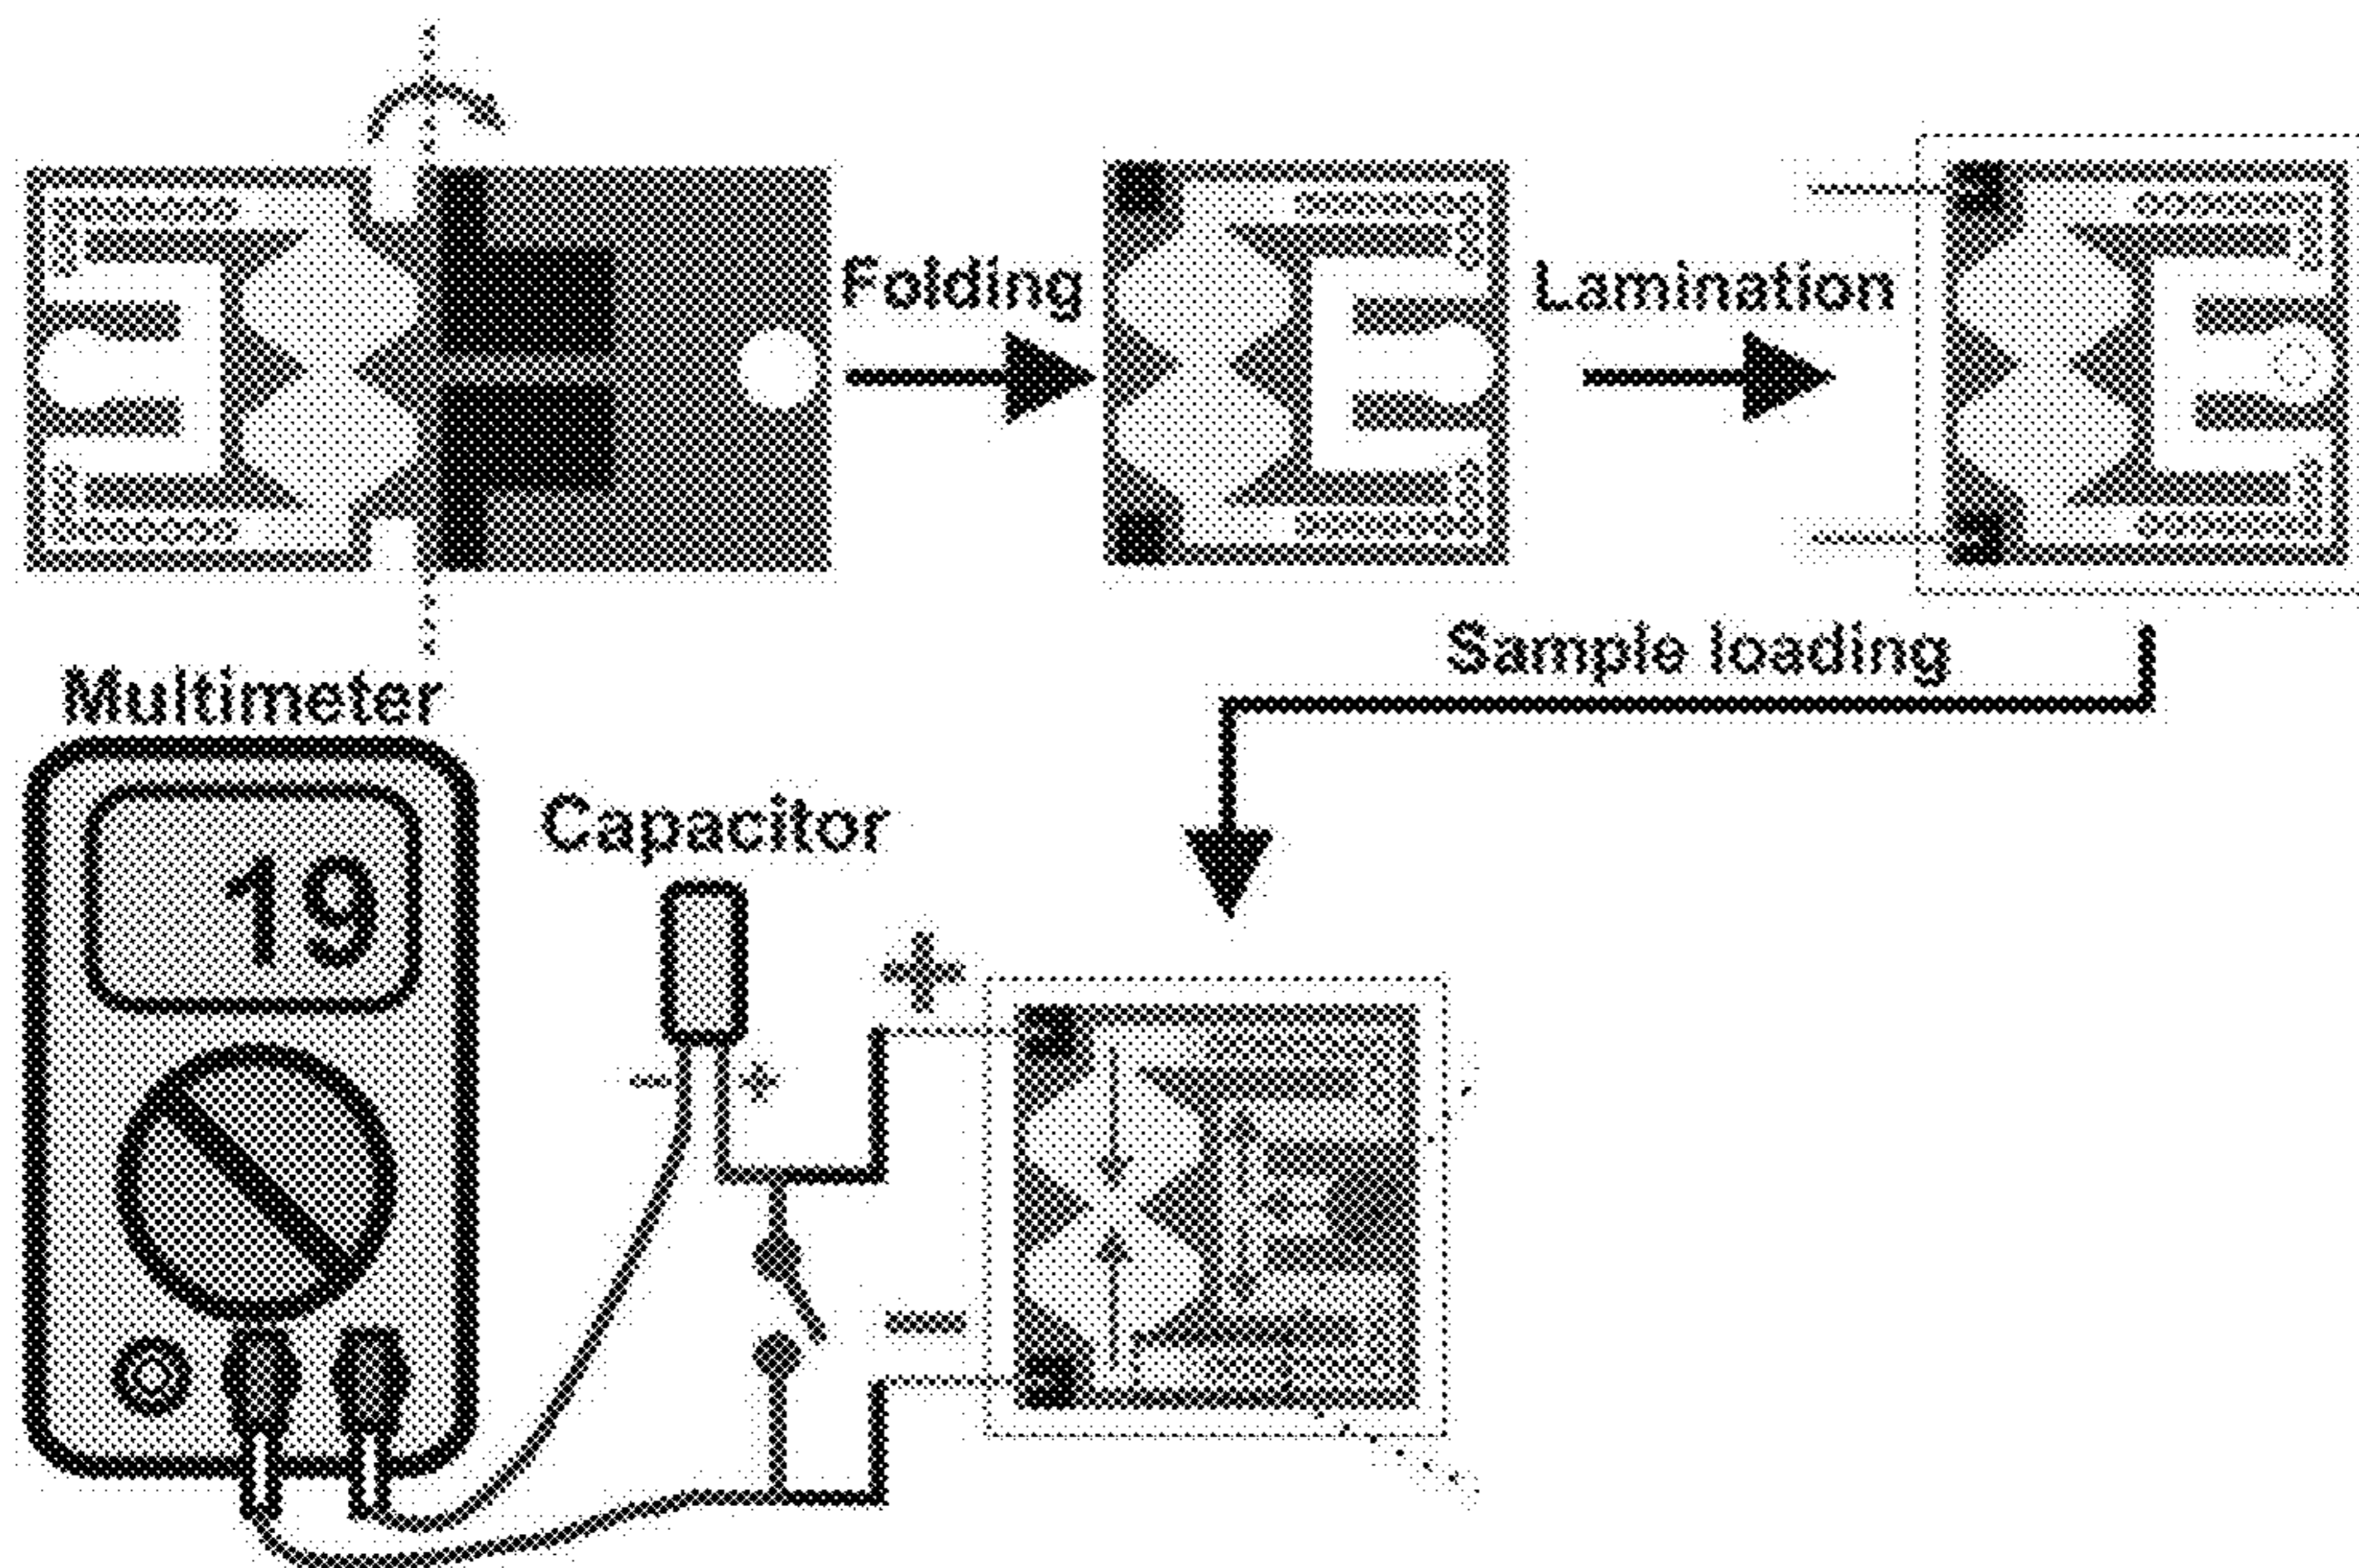 Folding
Lamination
Sample loading
Multimeter
19
Capacitor
+
- +
-